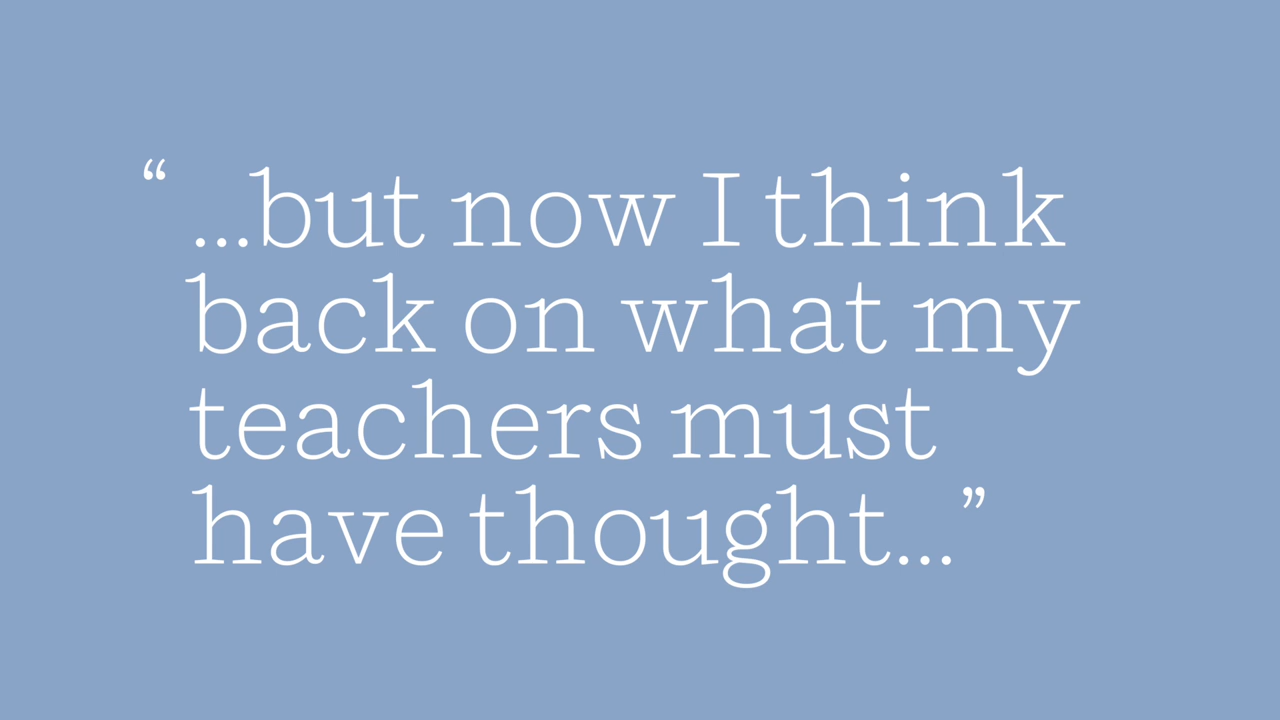 “...but now I think
back on what my
teachers must
have thought...”